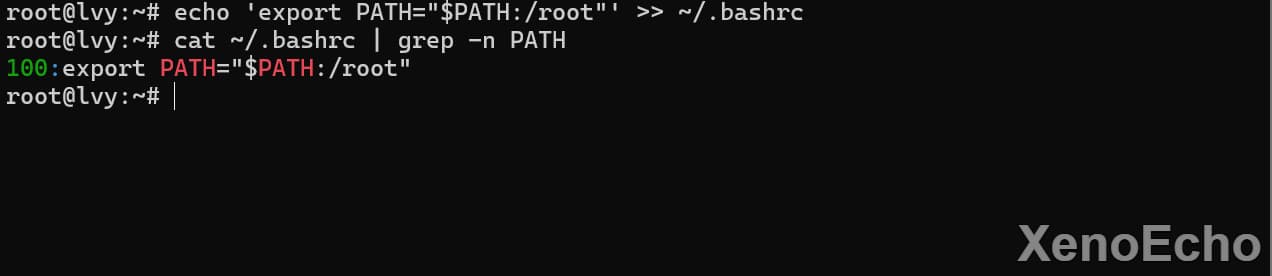 root@lvy:~# echo 'export PATH="$PATH:/root"' >> ~/.bashrc
root@lvy:~# cat ~/.bashrc | grep -n PATH
100:export PATH="$PATH:/root"
root@lvy:~#
XenoEcho